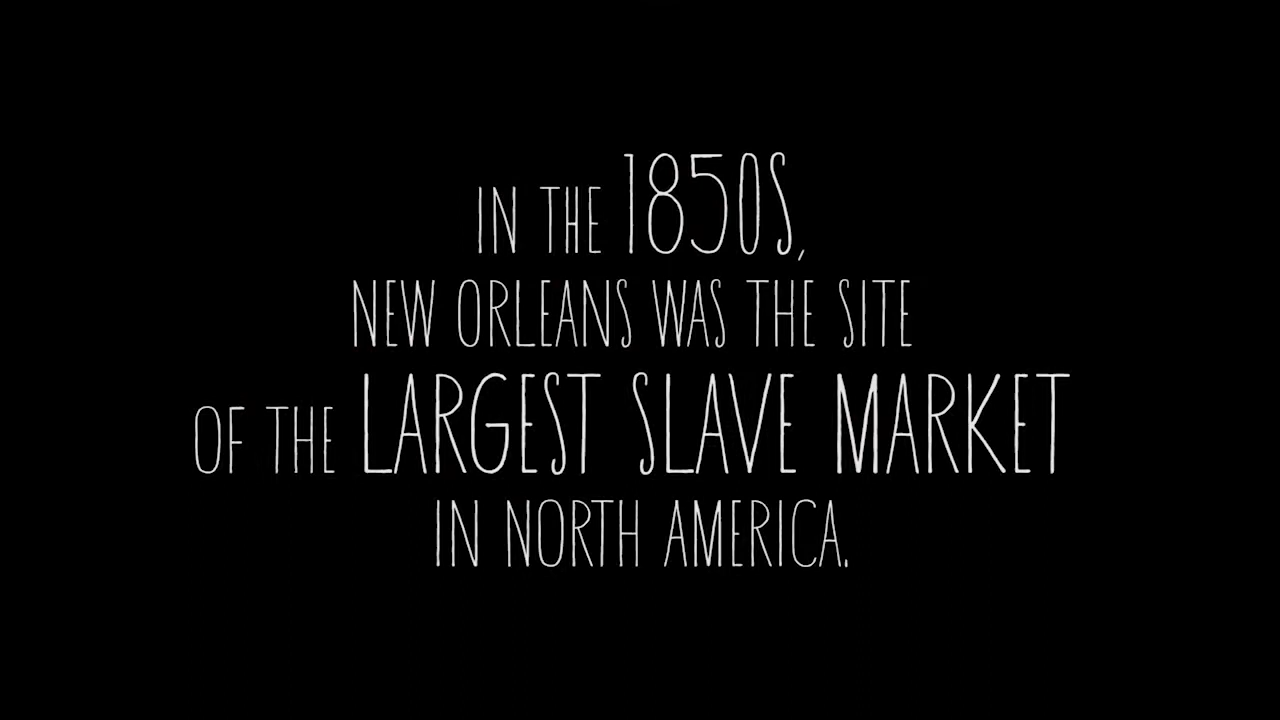 IN THE 1850S,
NEW ORLEANS WAS THE SITE
OF THE LARGEST SLAVE MARKET
IN NORTH AMERICA.